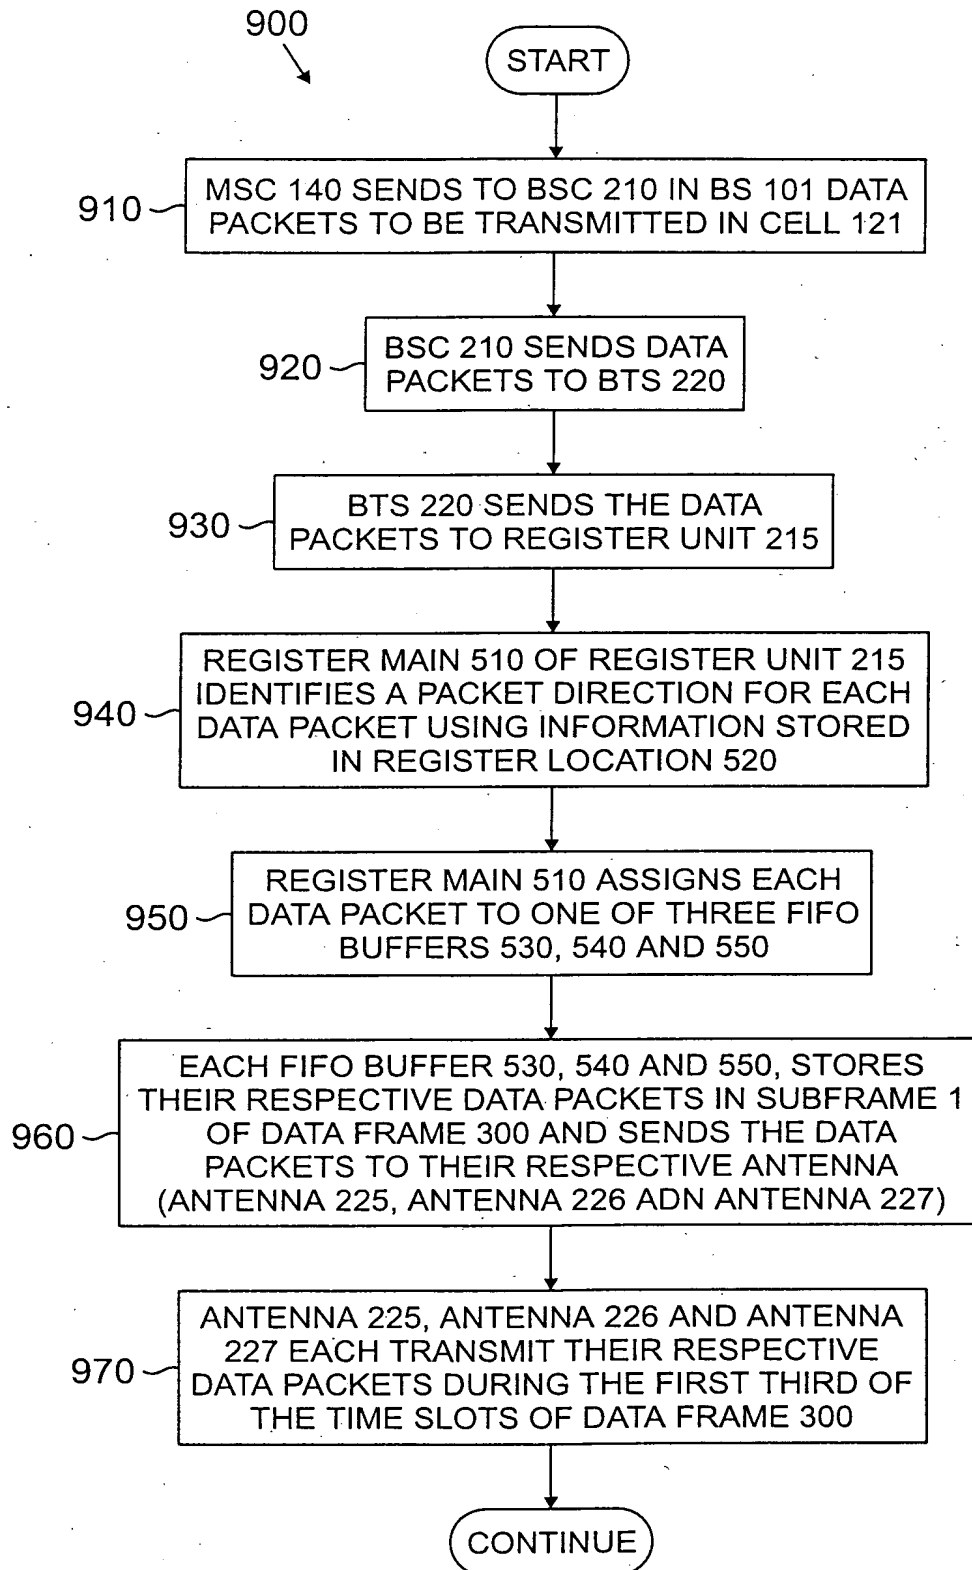 900
START
910
MSC 140 SENDS TO BSC 210 IN BS 101 DATA
PACKETS TO BE TRANSMITTED IN CELL 121
920
BSC 210 SENDS DATA
PACKETS TO BTS 220
930
BTS 220 SENDS THE DATA
PACKETS TO REGISTER UNIT 215
940
REGISTER MAIN 510 OF REGISTER UNIT 215
IDENTIFIES A PACKET DIRECTION FOR EACH
DATA PACKET USING INFORMATION STORED
IN REGISTER LOCATION 520
950
REGISTER MAIN 510 ASSIGNS EACH
DATA PACKET TO ONE OF THREE FIFO
BUFFERS 530, 540 AND 550
960
EACH FIFO BUFFER 530, 540 AND 550, STORES
THEIR RESPECTIVE DATA PACKETS IN SUBFRAME 1
OF DATA FRAME 300 AND SENDS THE DATA
PACKETS TO THEIR RESPECTIVE ANTENNA
(ANTENNA 225, ANTENNA 226 ADN ANTENNA 227)
970
ANTENNA 225, ANTENNA 226 AND ANTENNA
227 EACH TRANSMIT THEIR RESPECTIVE
DATA PACKETS DURING THE FIRST THIRD OF
THE TIME SLOTS OF DATA FRAME 300
CONTINUE